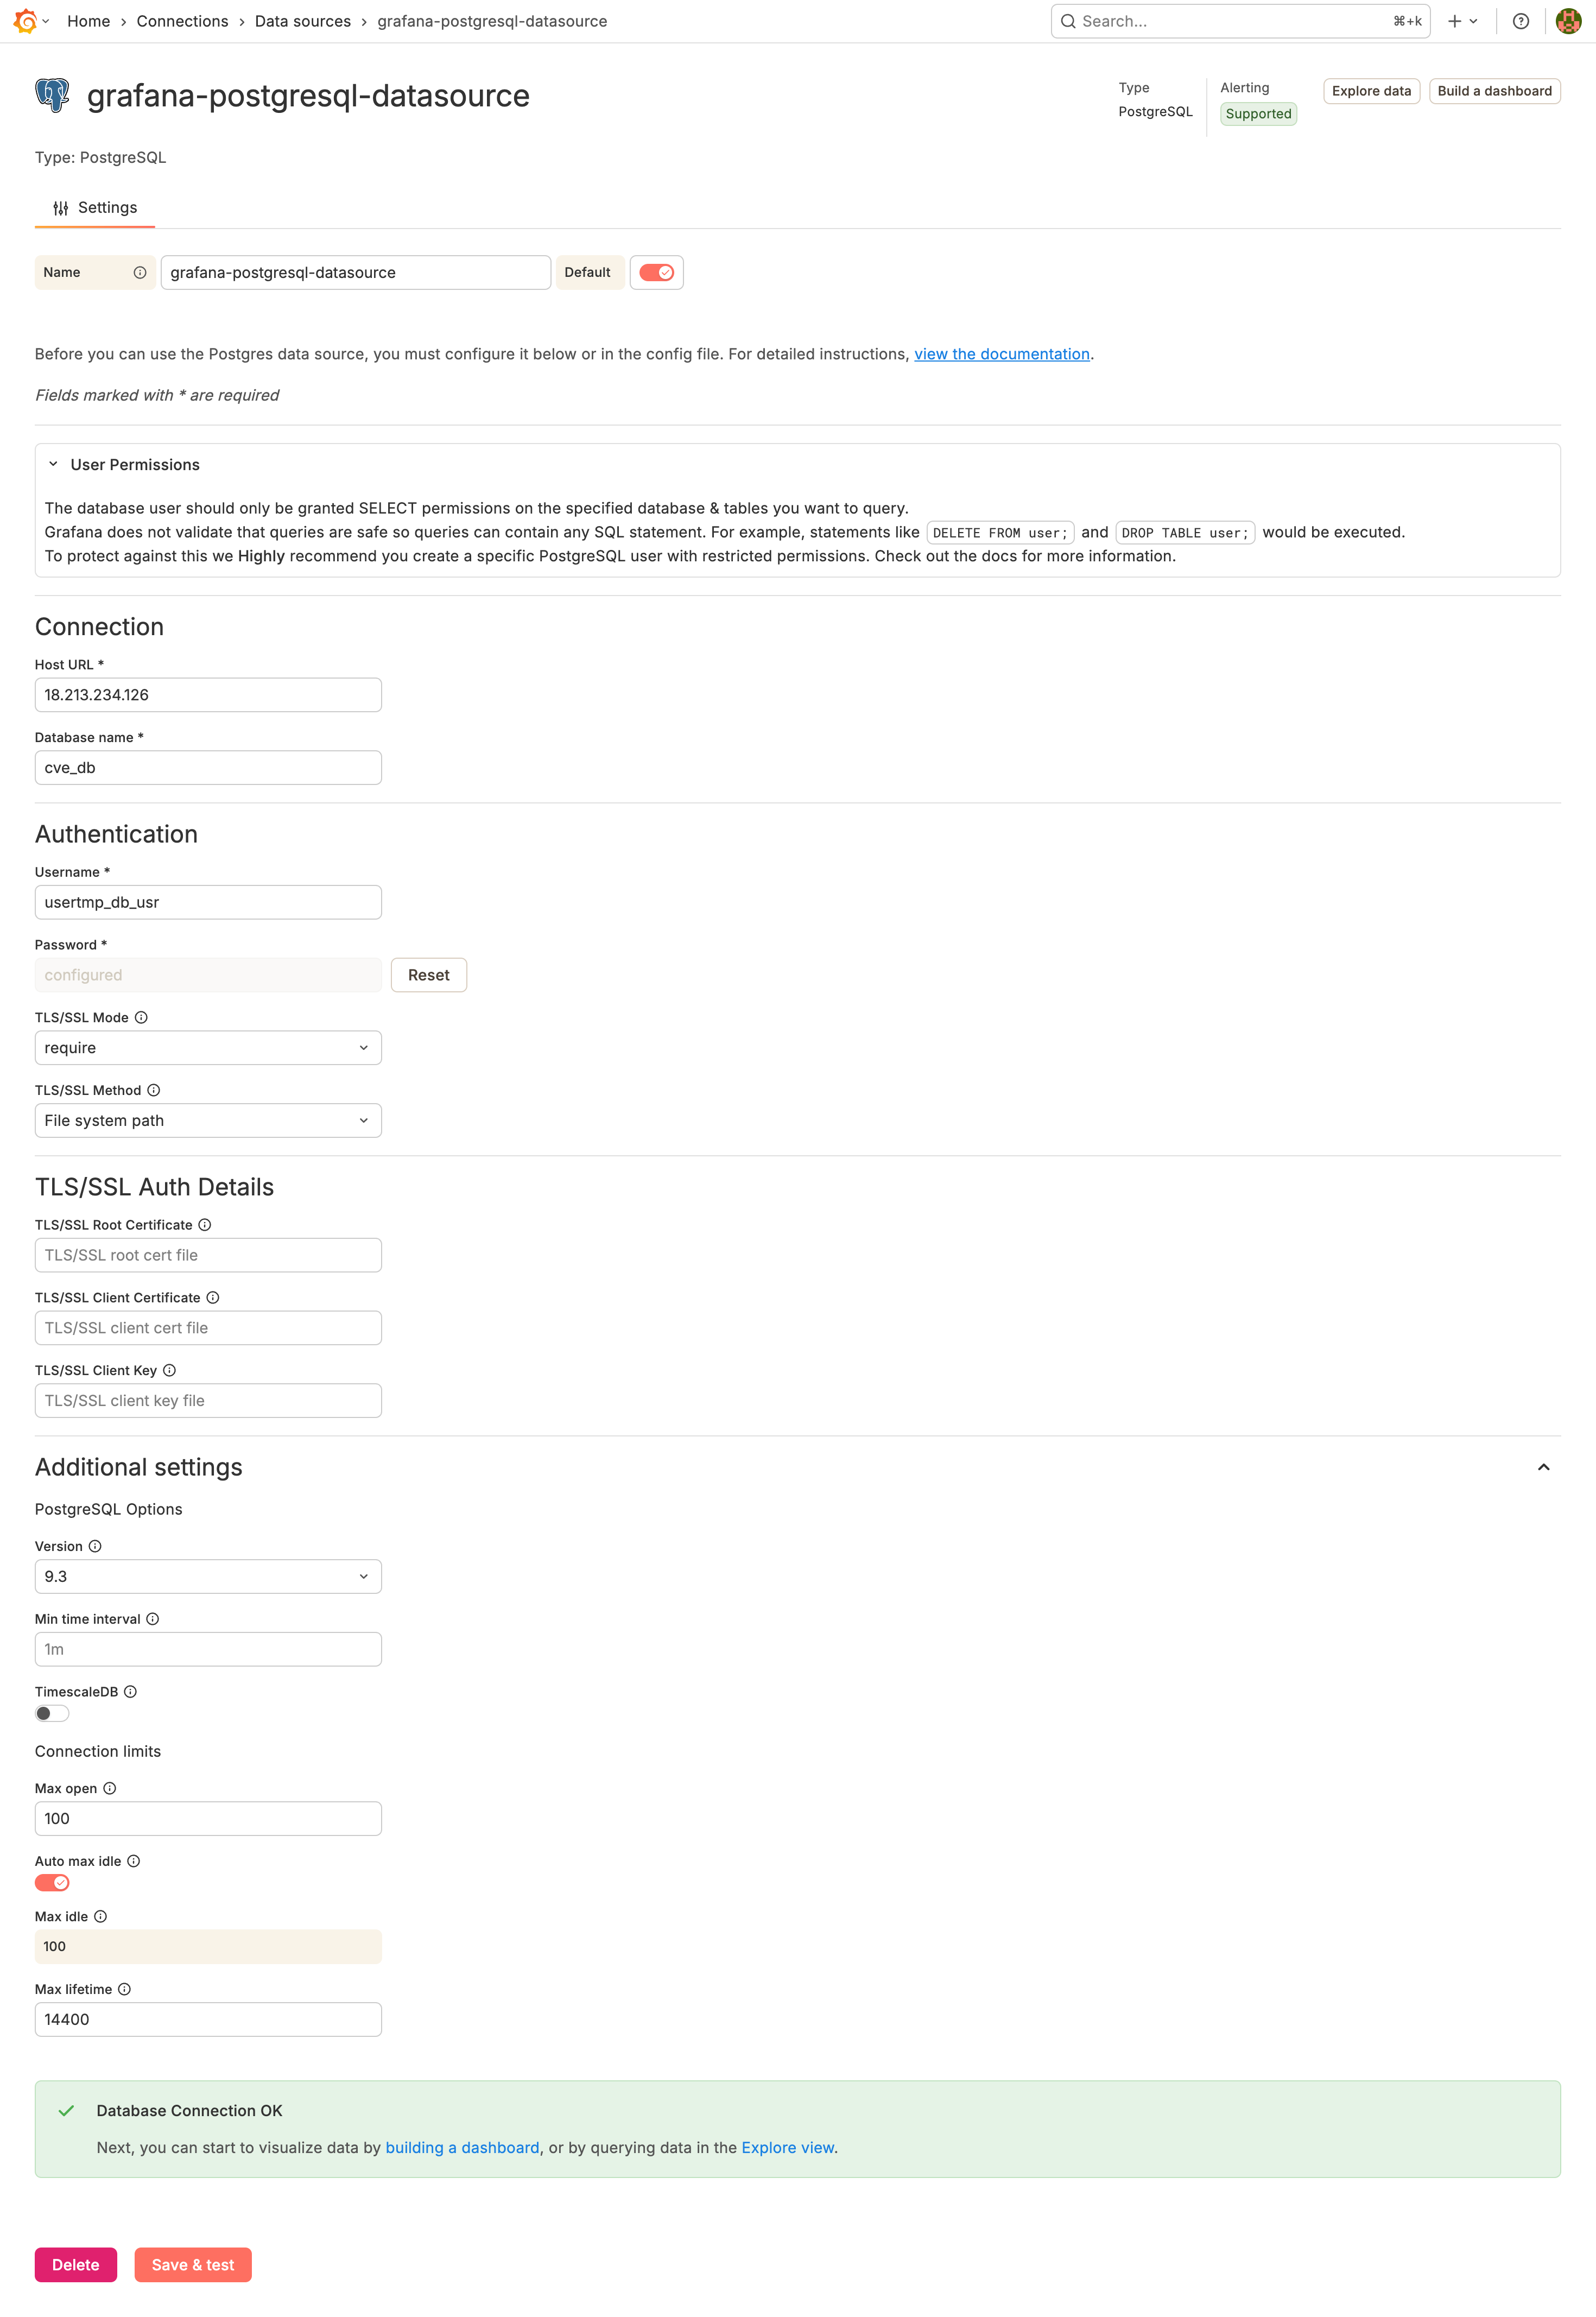 Home › Connections › Data sources › grafana-postgresql-datasource
Search... ⌘+k
grafana-postgresql-datasource
Type
PostgreSQL
Alerting
Supported
Explore data
Build a dashboard
Type: PostgreSQL
Settings
Name grafana-postgresql-datasource Default
Before you can use the Postgres data source, you must configure it below or in the config file. For detailed instructions, view the documentation.
Fields marked with * are required
User Permissions
The database user should only be granted SELECT permissions on the specified database & tables you want to query.
Grafana does not validate that queries are safe so queries can contain any SQL statement. For example, statements like DELETE FROM user; and DROP TABLE user; would be executed.
To protect against this we Highly recommend you create a specific PostgreSQL user with restricted permissions. Check out the docs for more information.
Connection
Host URL *
18.213.234.126
Database name *
cve_db
Authentication
Username *
usertmp_db_usr
Password *
configured Reset
TLS/SSL Mode
require
TLS/SSL Method
File system path
TLS/SSL Auth Details
TLS/SSL Root Certificate
TLS/SSL root cert file
TLS/SSL Client Certificate
TLS/SSL client cert file
TLS/SSL Client Key
TLS/SSL client key file
Additional settings
PostgreSQL Options
Version
9.3
Min time interval
1m
TimescaleDB
Connection limits
Max open
100
Auto max idle
Max idle
100
Max lifetime
14400
Database Connection OK
Next, you can start to visualize data by building a dashboard, or by querying data in the Explore view.
Delete Save & test